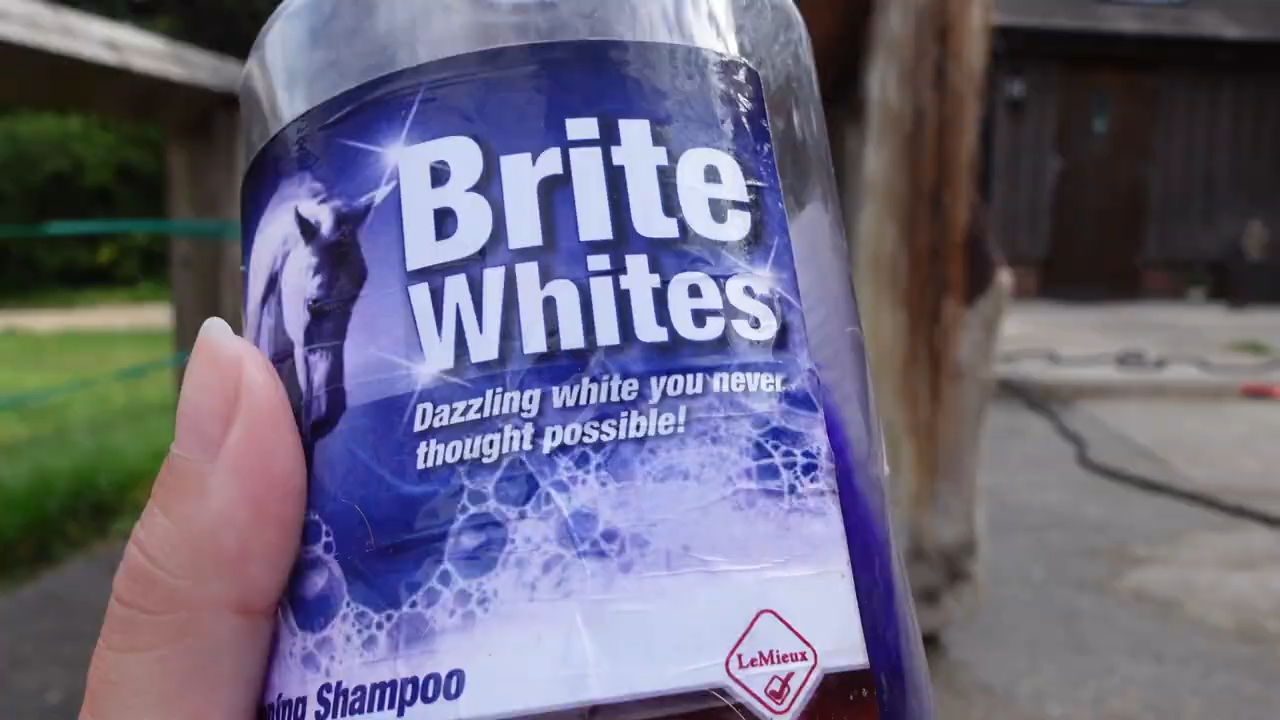 Brite
Whites
Dazzling white you never
thought possible!
Shampoo
LeMieux